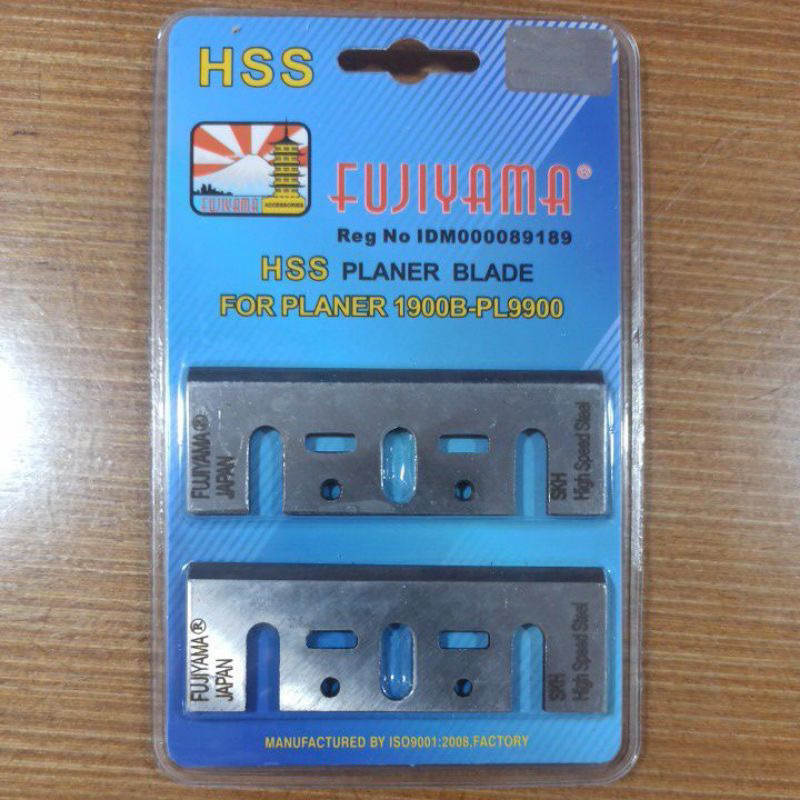 HSS
FUJIYAMA ACCESSORIES
FUJIYAMA®
Reg No IDM000089189
HSS PLANER BLADE
FOR PLANER 1900B-PL9900
FUJIYAMA®
JAPAN
SKH
High Speed Steel
FUJIYAMA®
JAPAN
SKH
High Speed Steel
MANUFACTURED BY ISO9001:2008,FACTORY